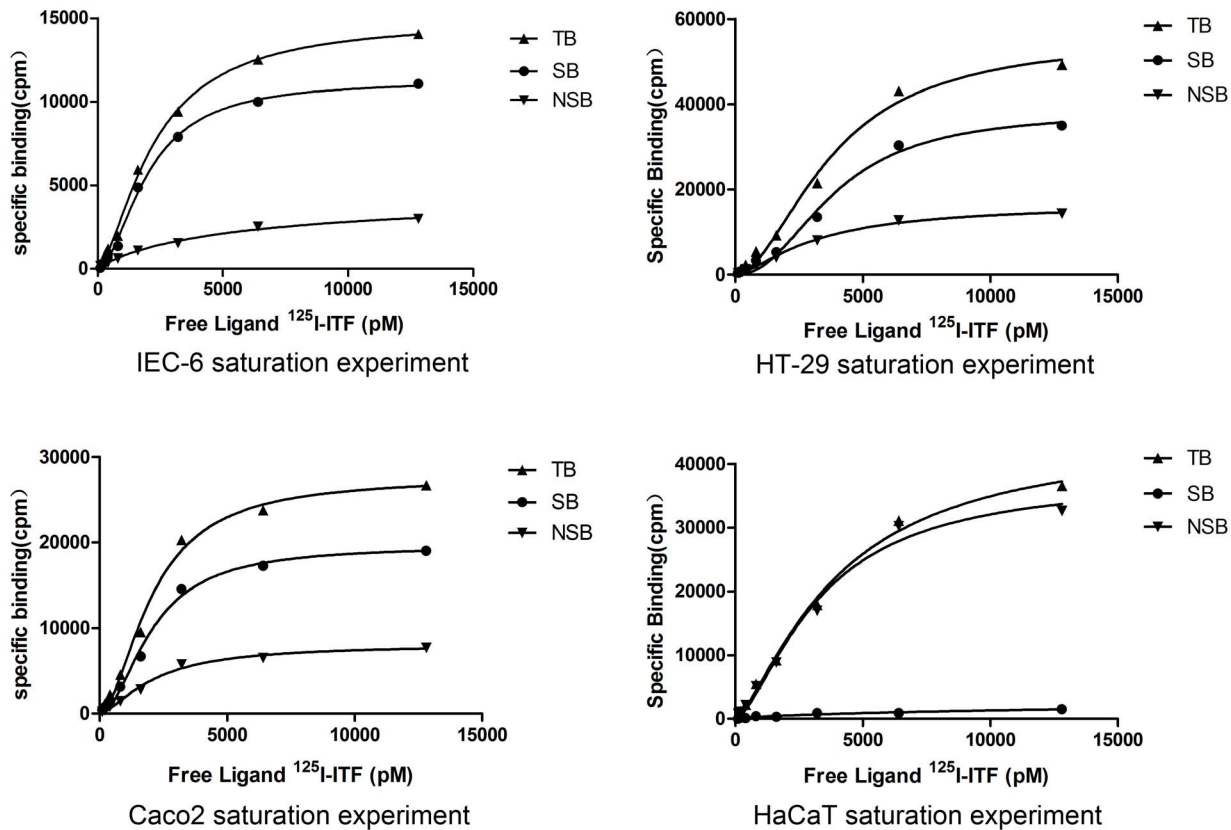 specific binding(cpm）
15000
10000
5000
0
0
5000
10000
15000
TB
SB
NSB
Free Ligand ¹²⁵I-ITF (pM)
IEC-6 saturation experiment
Specific Binding(cpm）
60000
40000
20000
0
0
5000
10000
15000
TB
SB
NSB
Free Ligand ¹²⁵I-ITF (pM)
HT-29 saturation experiment
specific binding(cpm）
30000
20000
10000
0
0
5000
10000
15000
TB
SB
NSB
Free Ligand ¹²⁵I-ITF (pM)
Caco2 saturation experiment
Specific Binding(cpm）
40000
30000
20000
10000
0
0
5000
10000
15000
TB
SB
NSB
Free Ligand ¹²⁵I-ITF (pM)
HaCaT saturation experiment